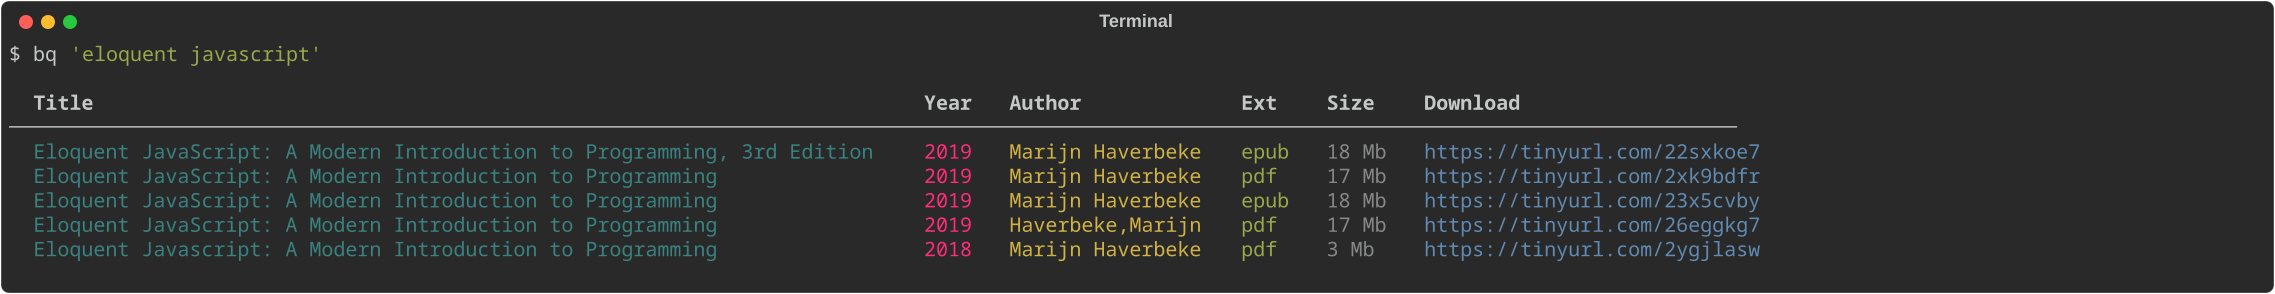 Terminal
$ bq 'eloquent javascript'
Title Year Author Ext Size Download
Eloquent JavaScript: A Modern Introduction to Programming, 3rd Edition 2019 Marijn Haverbeke epub 18 Mb https://tinyurl.com/22sxkoe7
Eloquent JavaScript: A Modern Introduction to Programming 2019 Marijn Haverbeke pdf 17 Mb https://tinyurl.com/2xk9bdfr
Eloquent JavaScript: A Modern Introduction to Programming 2019 Marijn Haverbeke epub 18 Mb https://tinyurl.com/23x5cvby
Eloquent JavaScript: A Modern Introduction to Programming 2019 Haverbeke,Marijn pdf 17 Mb https://tinyurl.com/26eggkg7
Eloquent Javascript: A Modern Introduction to Programming 2018 Marijn Haverbeke pdf 3 Mb https://tinyurl.com/2ygjlasw